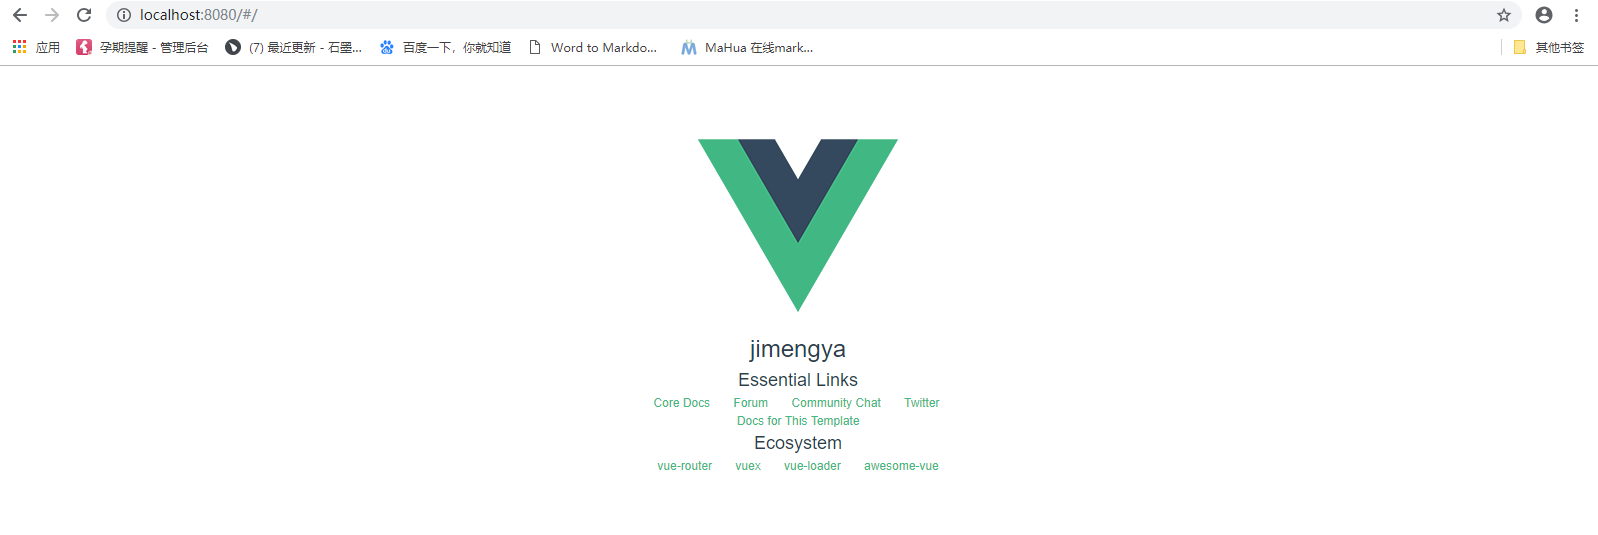 localhost:8080/#/
应用 孕期提醒 - 管理后台 (7) 最近更新 - 石墨... 百度一下，你就知道 Word to Markdo... MaHua 在线mark... 其他书签
jimengya
Essential Links
Core Docs Forum Community Chat Twitter
Docs for This Template
Ecosystem
vue-router vuex vue-loader awesome-vue